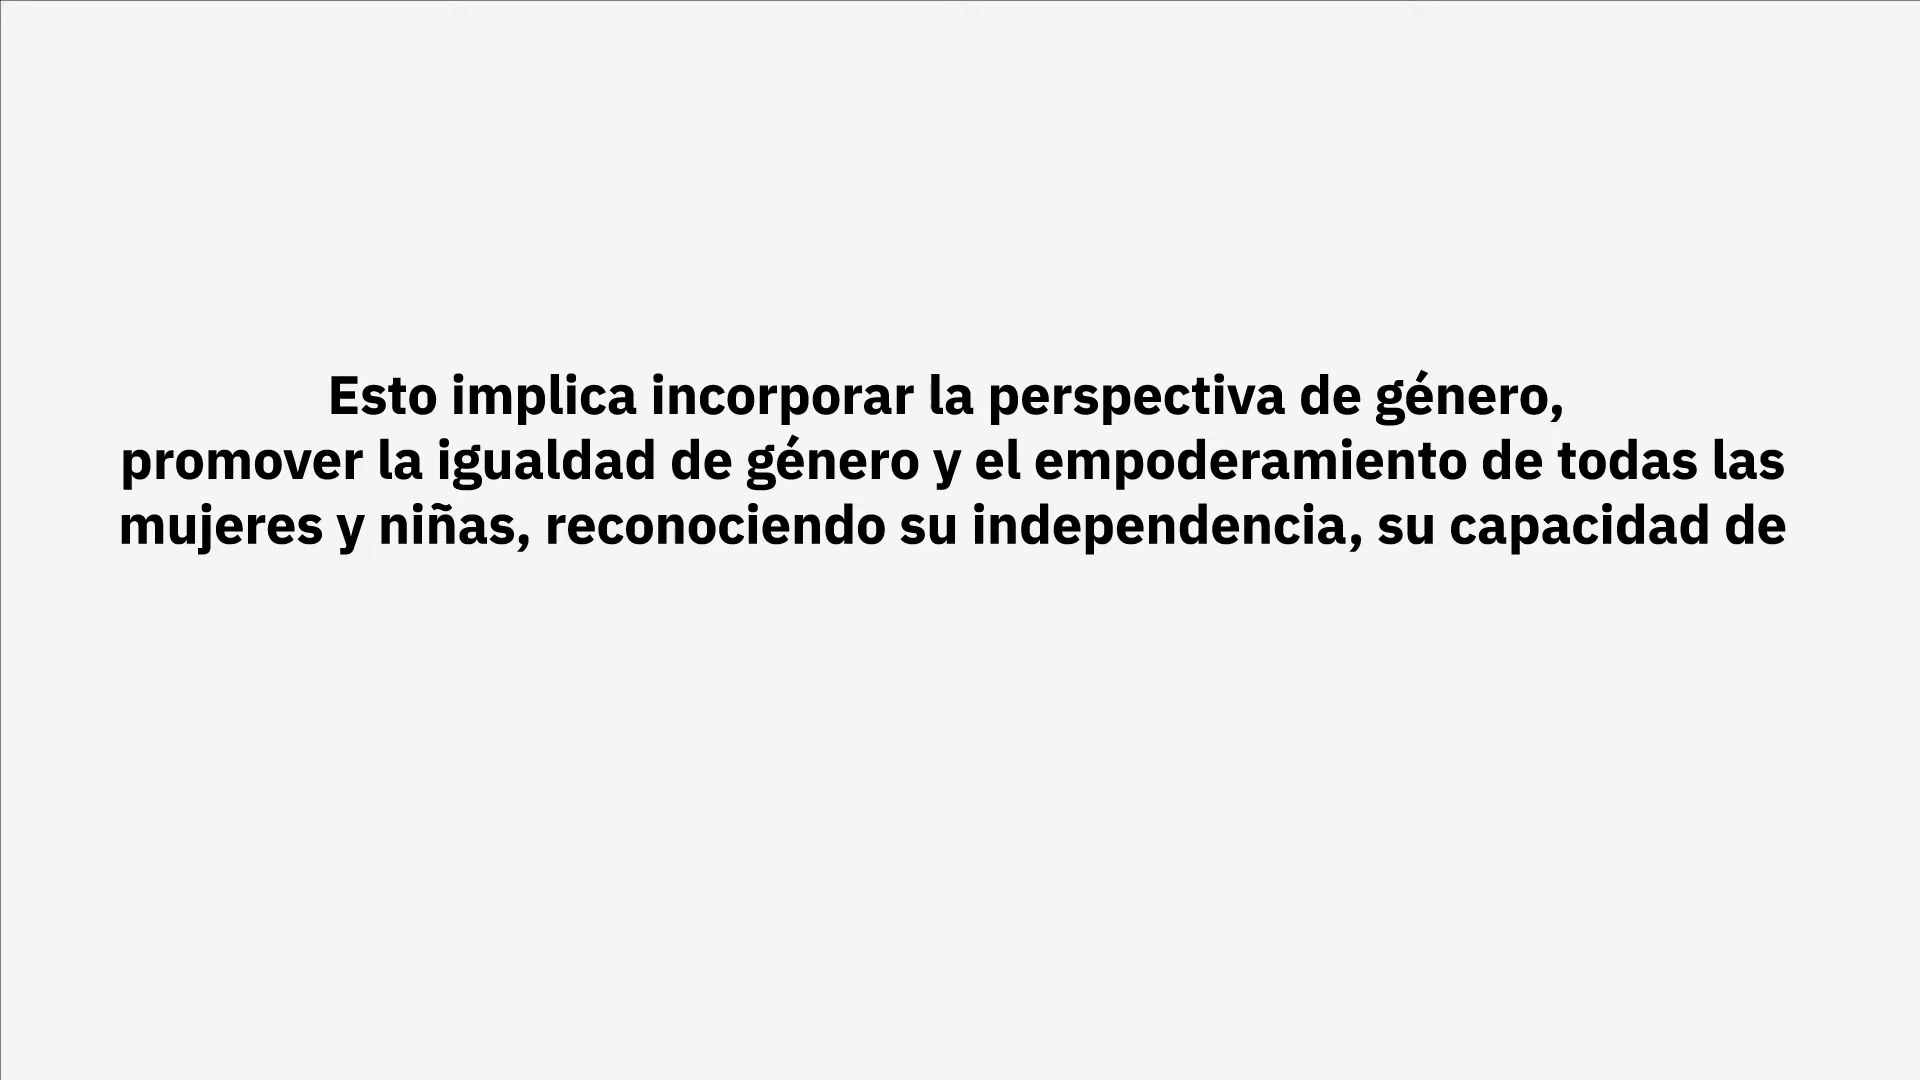 Esto implica incorporar la perspectiva de género,
promover la igualdad de género y el empoderamiento de todas las
mujeres y niñas, reconociendo su independencia, su capacidad de